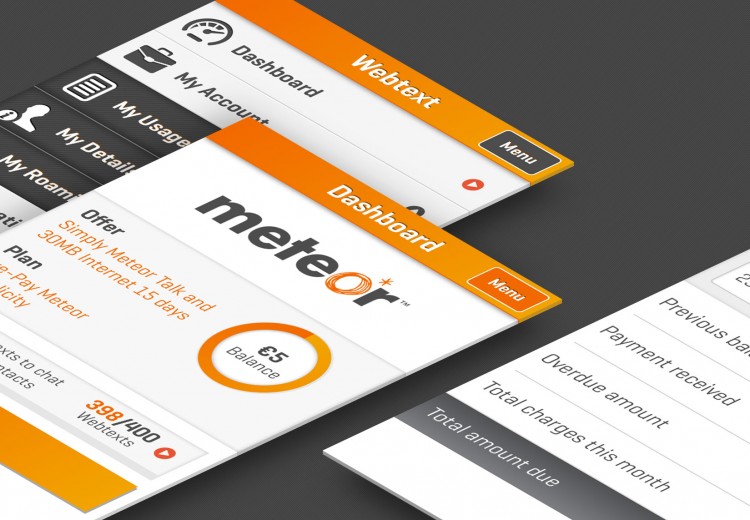 Webtext
Menu
Dashboard
My Account
My Usage
My Details
My Roam
Dashboard
Menu
meteor™
Offer
Simply Meteor Talk and
30MB Internet 15 days
Plan
e-Pay Meteor
licity
€5
Balance
exts to chat
ntacts
398/400
Webtexts
Previous ba
Payment received
Overdue amount
Total charges this month
Total amount due